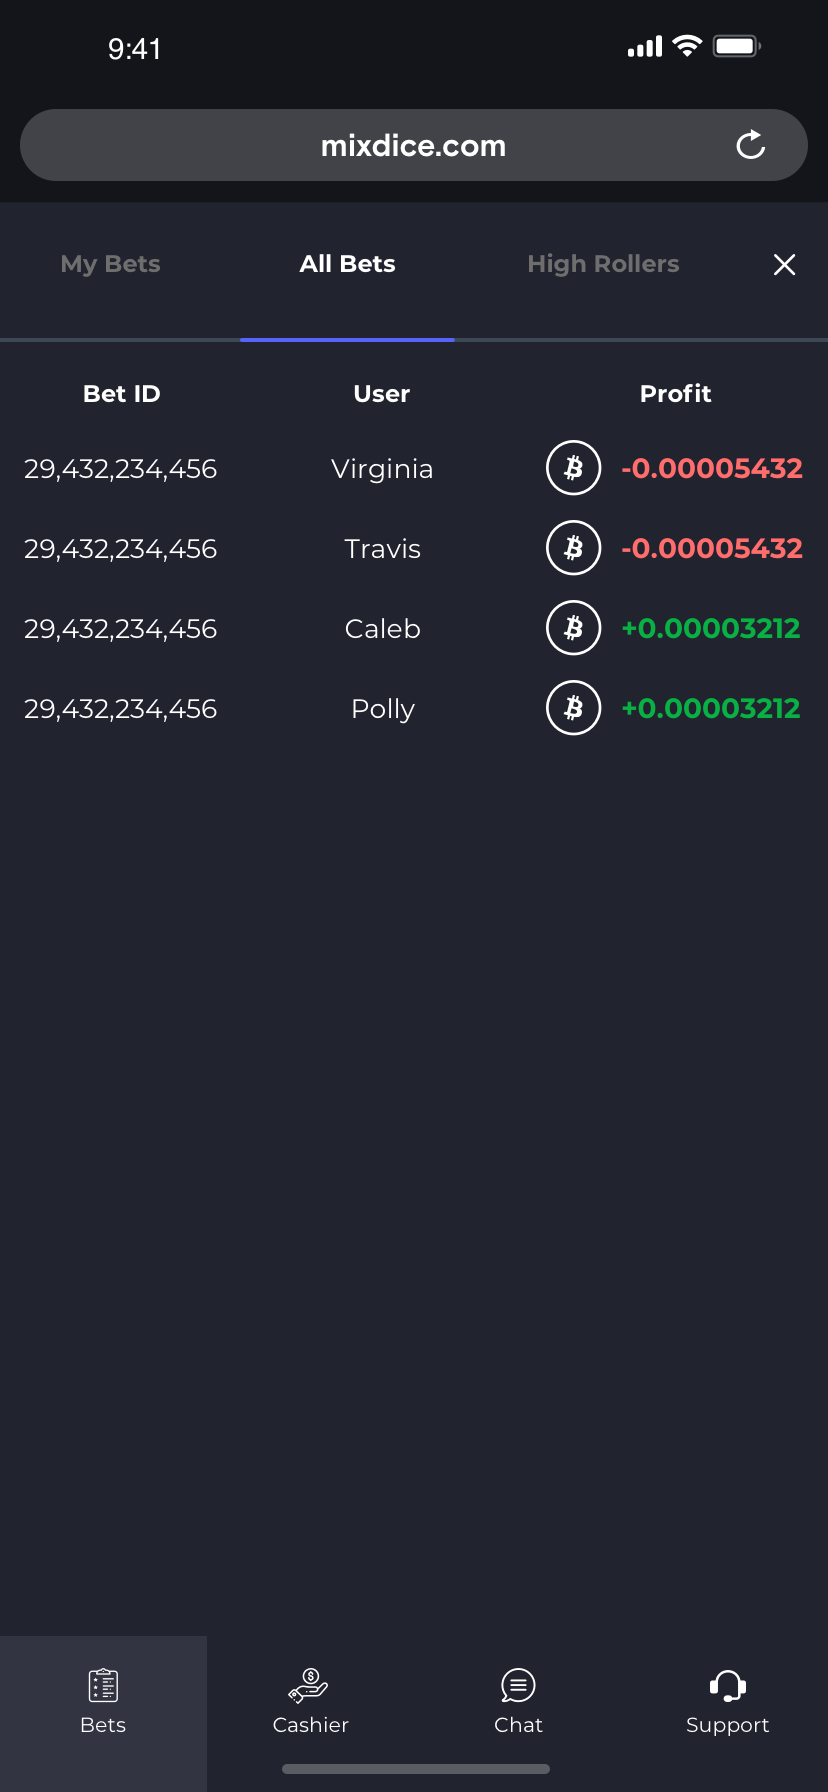 9:41
mixdice.com
My Bets All Bets High Rollers
Bet ID User Profit
29,432,234,456 Virginia -0.00005432
29,432,234,456 Travis -0.00005432
29,432,234,456 Caleb +0.00003212
29,432,234,456 Polly +0.00003212
Bets Cashier Chat Support